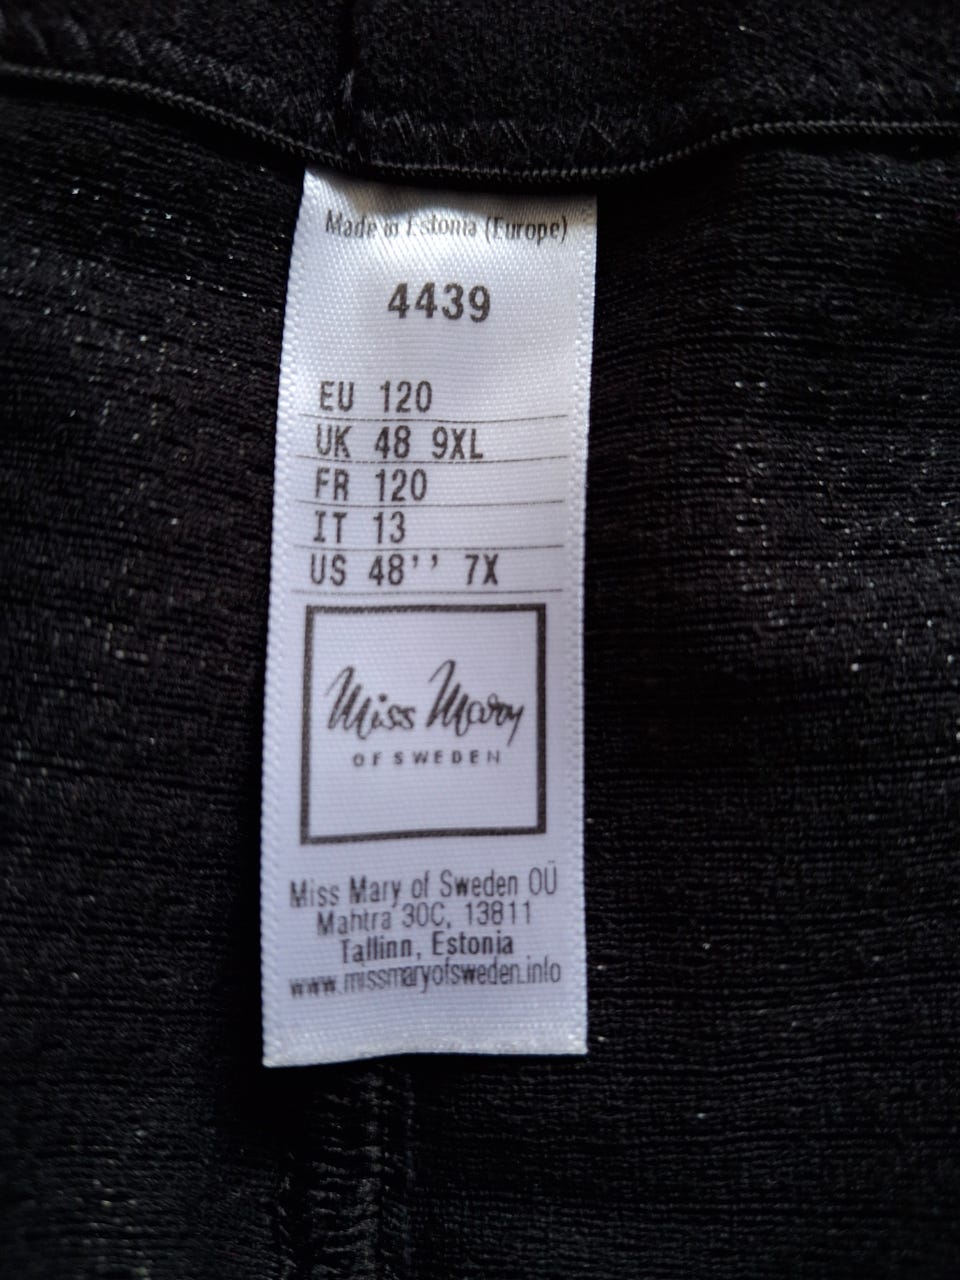 Made in Estonia (Europe)
4439
EU 120
UK 48 9XL
FR 120
IT 13
US 48'' 7X
Miss Mary
OF SWEDEN
Miss Mary of Sweden OÜ
Mahtra 30C, 13811
Tallinn, Estonia
www.missmaryofsweden.info